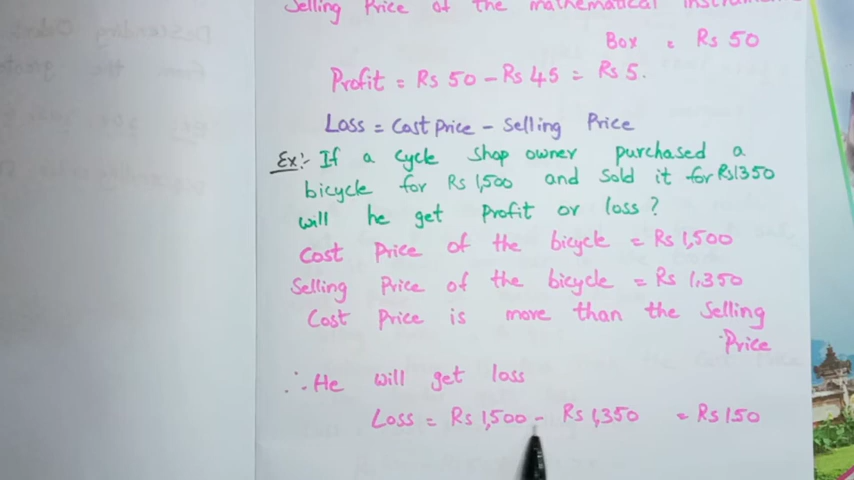 Selling Price of the mathematical Instrument
Box = Rs 50
Profit = Rs 50 - Rs 45 = Rs 5.
Loss = Cost Price - Selling Price
Ex:- If a cycle shop owner purchased a
bicycle for Rs 1,500 and sold it for Rs1350
will he get Profit or loss?
Cost Price of the bicycle = Rs 1,500
Selling Price of the bicycle = Rs 1,350
Cost Price is more than the Selling
Price
∴ He will get loss
Loss = Rs 1,500 - Rs 1,350 = Rs 150